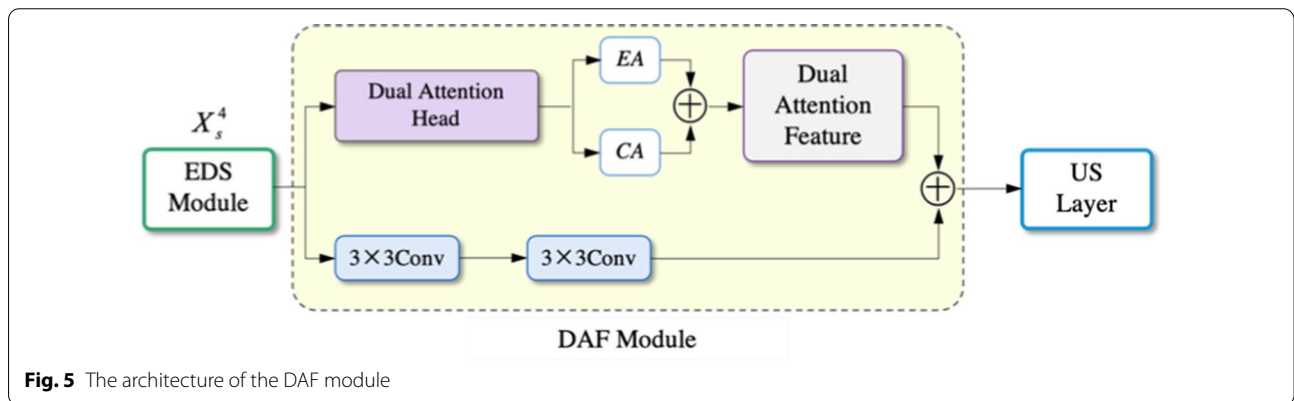 X_s^4
EDS
Module
Dual Attention
Head
EA
CA
Dual
Attention
Feature
US
Layer
3×3Conv
3×3Conv
DAF Module
Fig. 5 The architecture of the DAF module